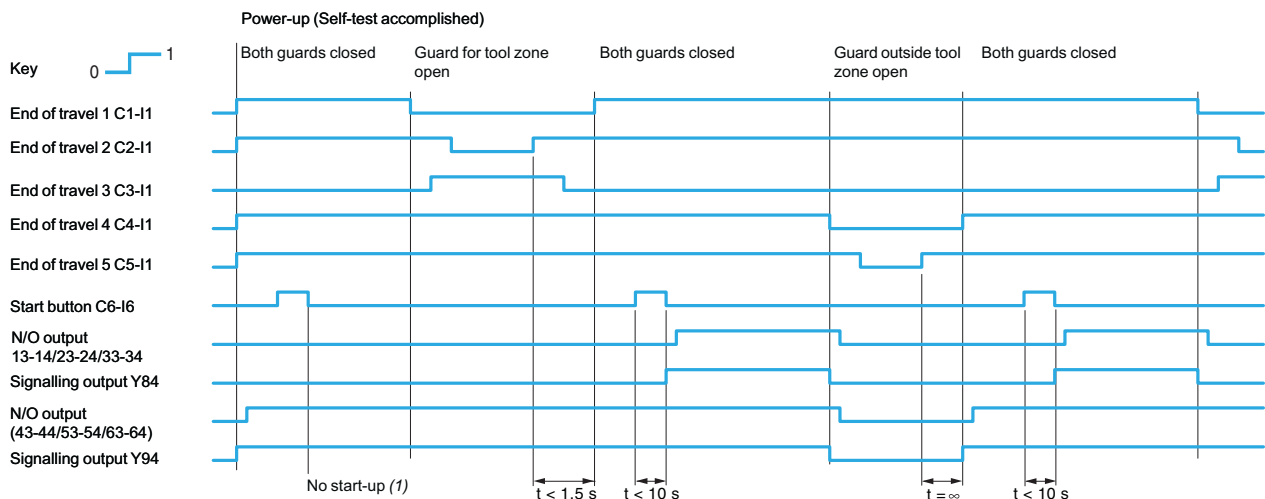 Power-up (Self-test accomplished)
Key
0
1
Both guards closed
Guard for tool zone
open
Both guards closed
Guard outside tool
zone open
Both guards closed
End of travel 1 C1-I1
End of travel 2 C2-I1
End of travel 3 C3-I1
End of travel 4 C4-I1
End of travel 5 C5-I1
Start button C6-I6
N/O output
13-14/23-24/33-34
Signalling output Y84
N/O output
(43-44/53-54/63-64)
Signalling output Y94
No start-up (1)
t < 1.5 s
t < 10 s
t = ∞
t < 10 s